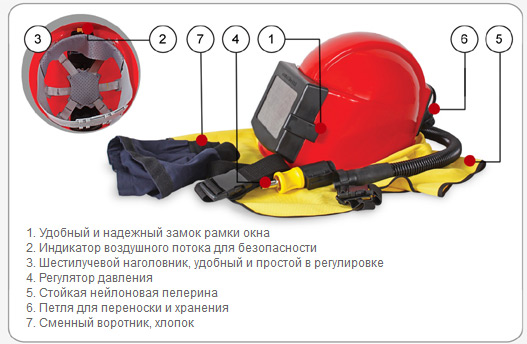 3 2 7 4 1 6 5
1. Удобный и надежный замок рамки окна
2. Индикатор воздушного потока для безопасности
3. Шестилучевой наголовник, удобный и простой в регулировке
4. Регулятор давления
5. Стойкая нейлоновая пелерина
6. Петля для переноски и хранения
7. Сменный воротник, хлопок